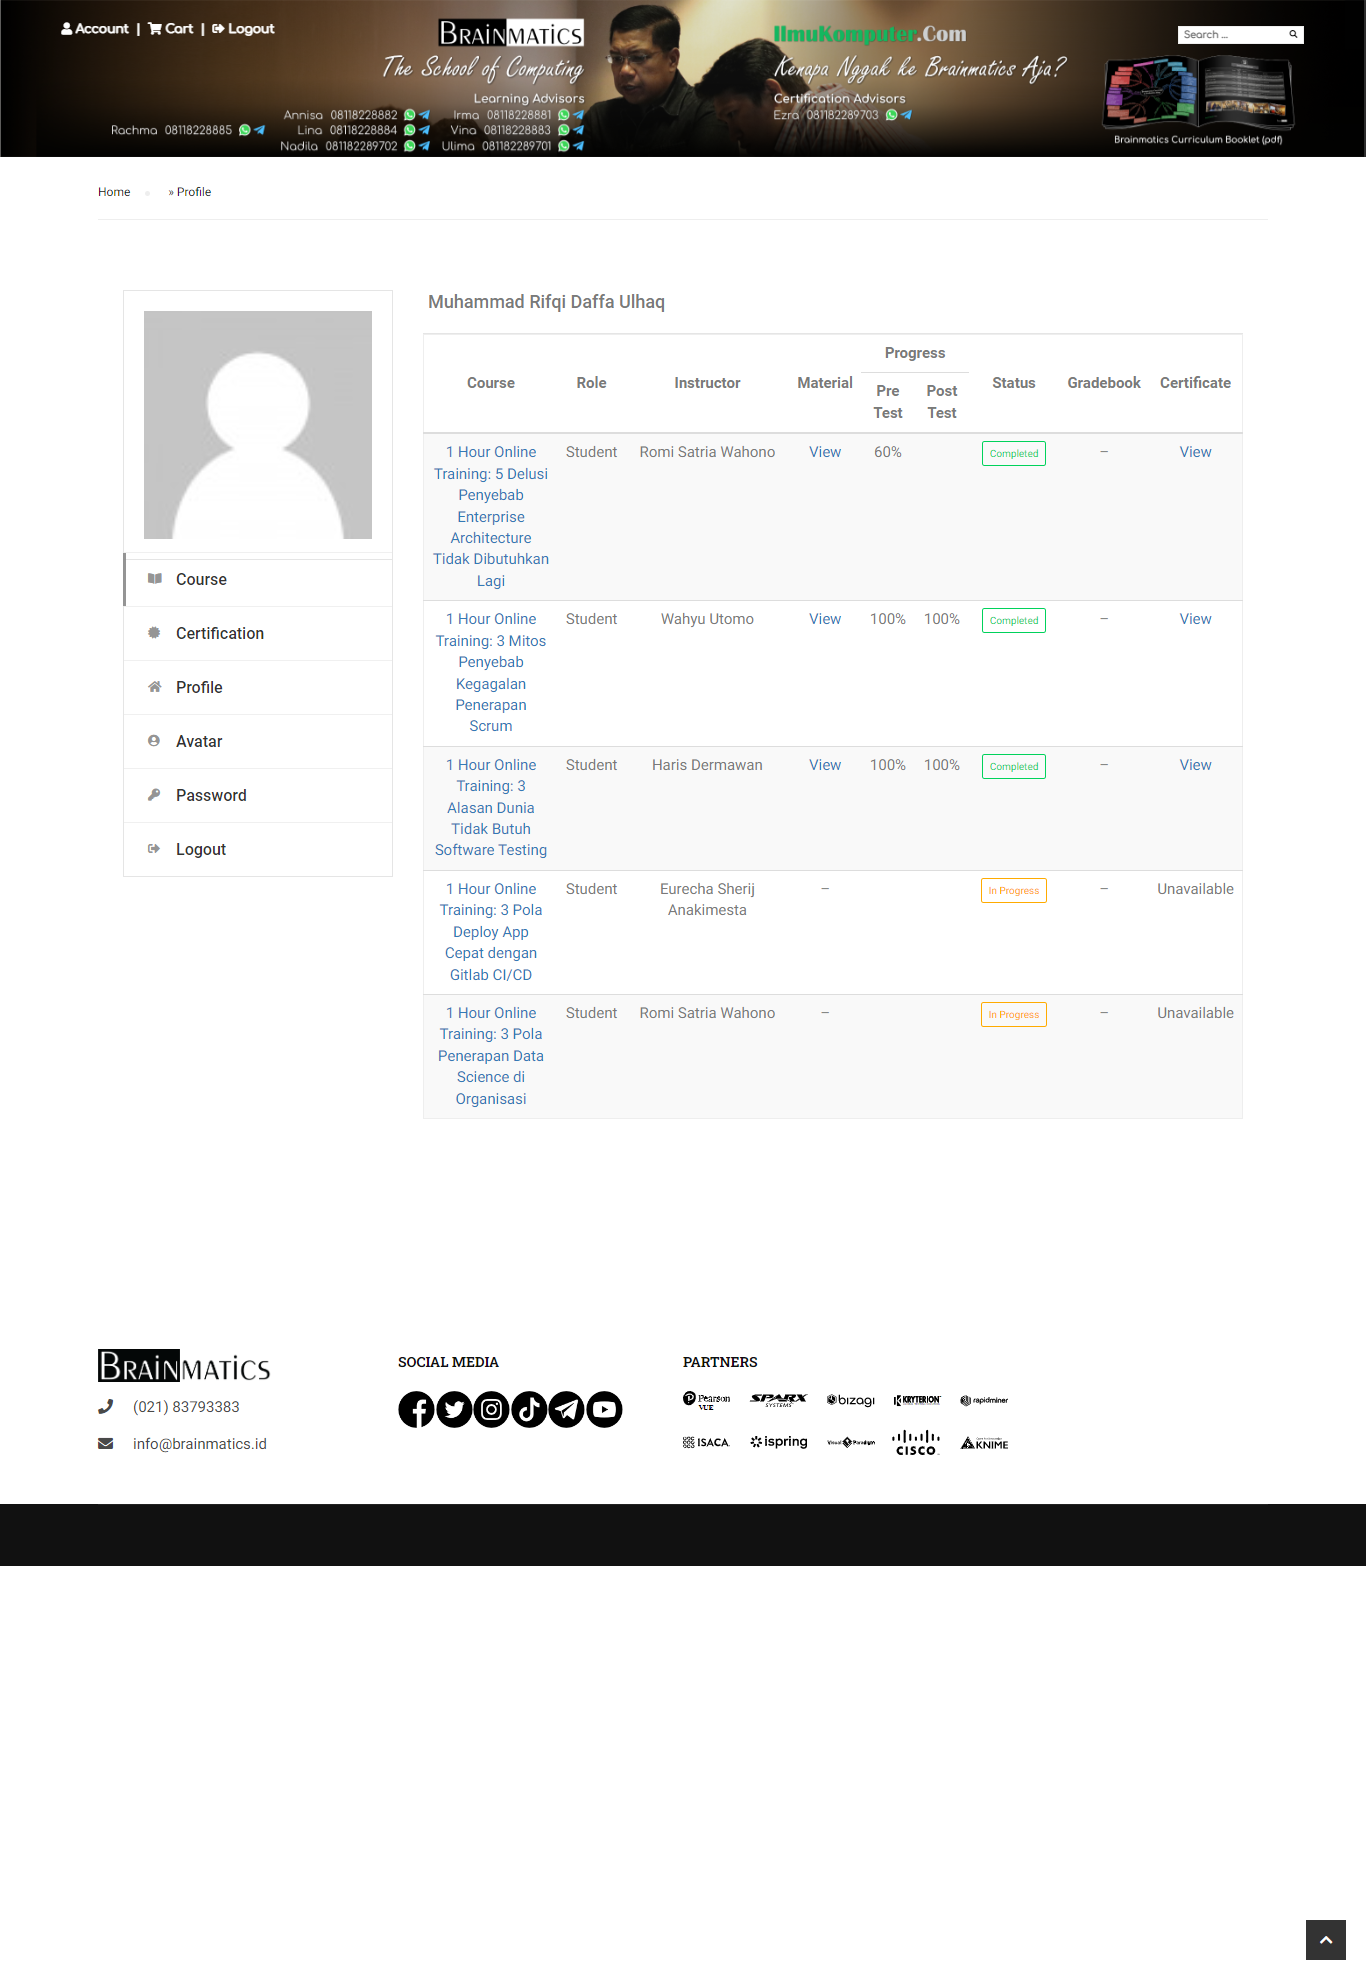 Account | Cart | Logout
BRAINMATICS
The School of Computing
Learning Advisors
Annisa 08118228882 Irma 08118228881
Rachma 08118228885 Lina 08118228884 Vina 08118228883
Nadila 081182289702 Ulima 081182289701
IlmuKomputer.Com
Kenapa Nggak ke Brainmatics Aja?
Certification Advisors
Ezra 081182289703
Search ...
Brainmatics Curriculum Booklet (pdf)
Home » Profile
Course
Certification
Profile
Avatar
Password
Logout
Muhammad Rifqi Daffa Ulhaq
Progress
Course Role Instructor Material Status Gradebook Certificate
Pre Post
Test Test
1 Hour Online Student Romi Satria Wahono View 60% Completed – View
Training: 5 Delusi
Penyebab
Enterprise
Architecture
Tidak Dibutuhkan
Lagi
1 Hour Online Student Wahyu Utomo View 100% 100% Completed – View
Training: 3 Mitos
Penyebab
Kegagalan
Penerapan
Scrum
1 Hour Online Student Haris Dermawan View 100% 100% Completed – View
Training: 3
Alasan Dunia
Tidak Butuh
Software Testing
1 Hour Online Student Eurecha Sherij – In Progress – Unavailable
Training: 3 Pola Anakimesta
Deploy App
Cepat dengan
Gitlab CI/CD
1 Hour Online Student Romi Satria Wahono – In Progress – Unavailable
Training: 3 Pola
Penerapan Data
Science di
Organisasi
BRAINMATICS
(021) 83793383
info@brainmatics.id
SOCIAL MEDIA
PARTNERS
Pearson VUE SPARX SYSTEMS bizagi KRYTERION rapidminer
ISACA ispring Visual Paradigm CISCO KNIME